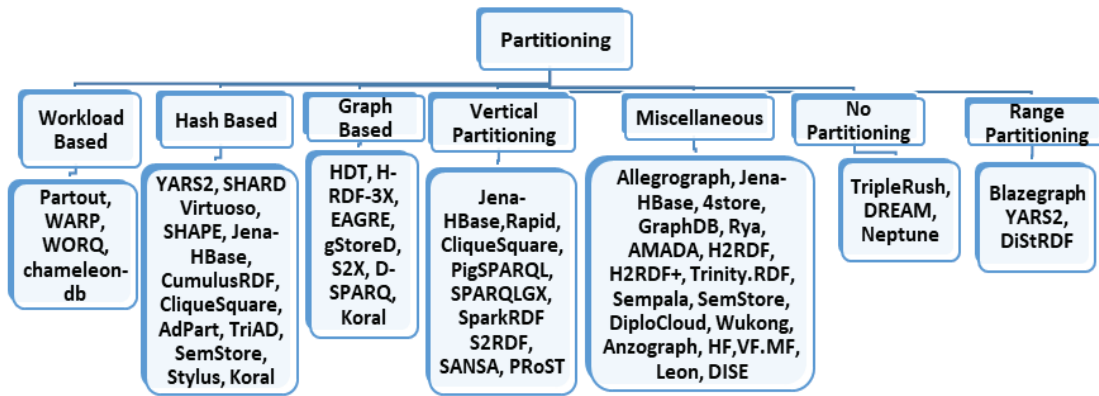 Partitioning
Workload
Based
Hash Based
Graph
Based
Vertical
Partitioning
Miscellaneous
No
Partitioning
Range
Partitioning
Partout,
WARP,
WORQ,
chameleon-
db
YARS2, SHARD
Virtuoso,
SHAPE, Jena-
HBase,
CumulusRDF,
CliqueSquare,
AdPart, TriAD,
SemStore,
Stylus, Koral
HDT, H-
RDF-3X,
EAGRE,
gStoreD,
S2X, D-
SPARQ,
Koral
Jena-
HBase,Rapid,
CliqueSquare,
PigSPARQL,
SPARQLGX,
SparkRDF
S2RDF,
SANSA, PRoST
Allegrograph, Jena-
HBase, 4store,
GraphDB, Rya,
AMADA, H2RDF,
H2RDF+, Trinity.RDF,
Sempala, SemStore,
DiploCloud, Wukong,
Anzograph, HF,VF.MF,
Leon, DISE
TripleRush,
DREAM,
Neptune
Blazegraph
YARS2,
DiStRDF